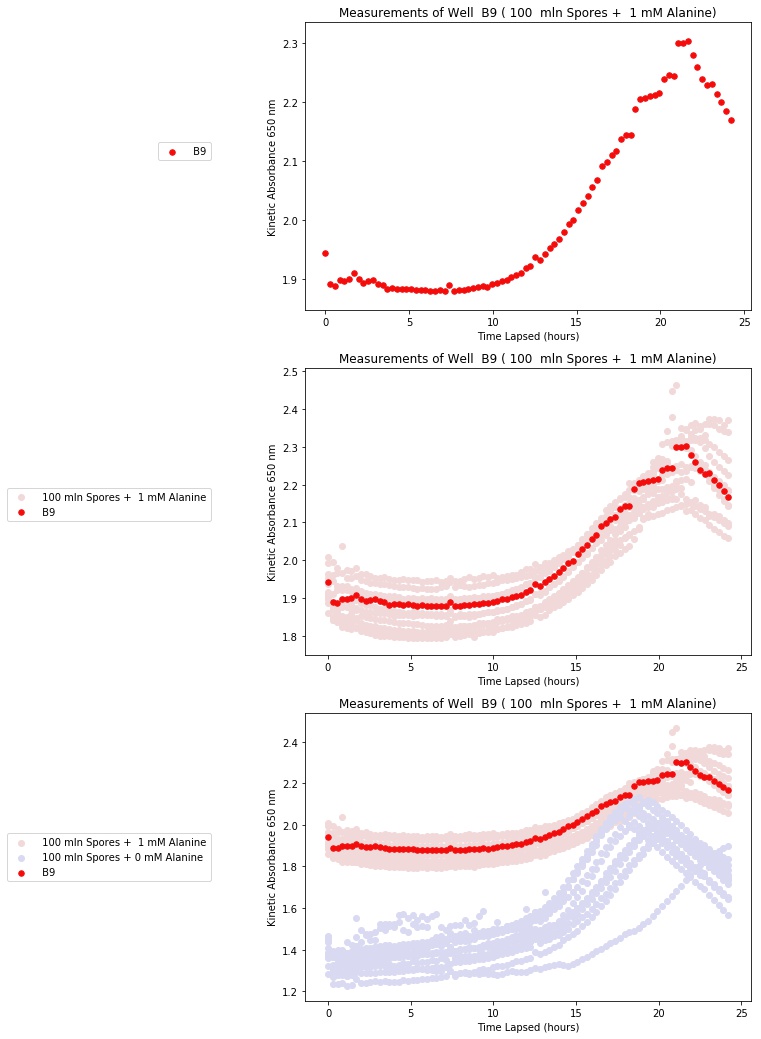 Measurements of Well  B9 ( 100  mln Spores +  1 mM Alanine)
2.3
2.2
2.1
2.0
1.9
Kinetic Absorbance 650 nm
B9
0
5
10
15
20
25
Time Lapsed (hours)
Measurements of Well  B9 ( 100  mln Spores +  1 mM Alanine)
2.5
2.4
2.3
2.2
2.1
2.0
1.9
1.8
Kinetic Absorbance 650 nm
100 mln Spores +  1 mM Alanine
B9
0
5
10
15
20
25
Time Lapsed (hours)
Measurements of Well  B9 ( 100  mln Spores +  1 mM Alanine)
2.4
2.2
2.0
1.8
1.6
1.4
1.2
Kinetic Absorbance 650 nm
100 mln Spores +  1 mM Alanine
100 mln Spores + 0 mM Alanine
B9
0
5
10
15
20
25
Time Lapsed (hours)